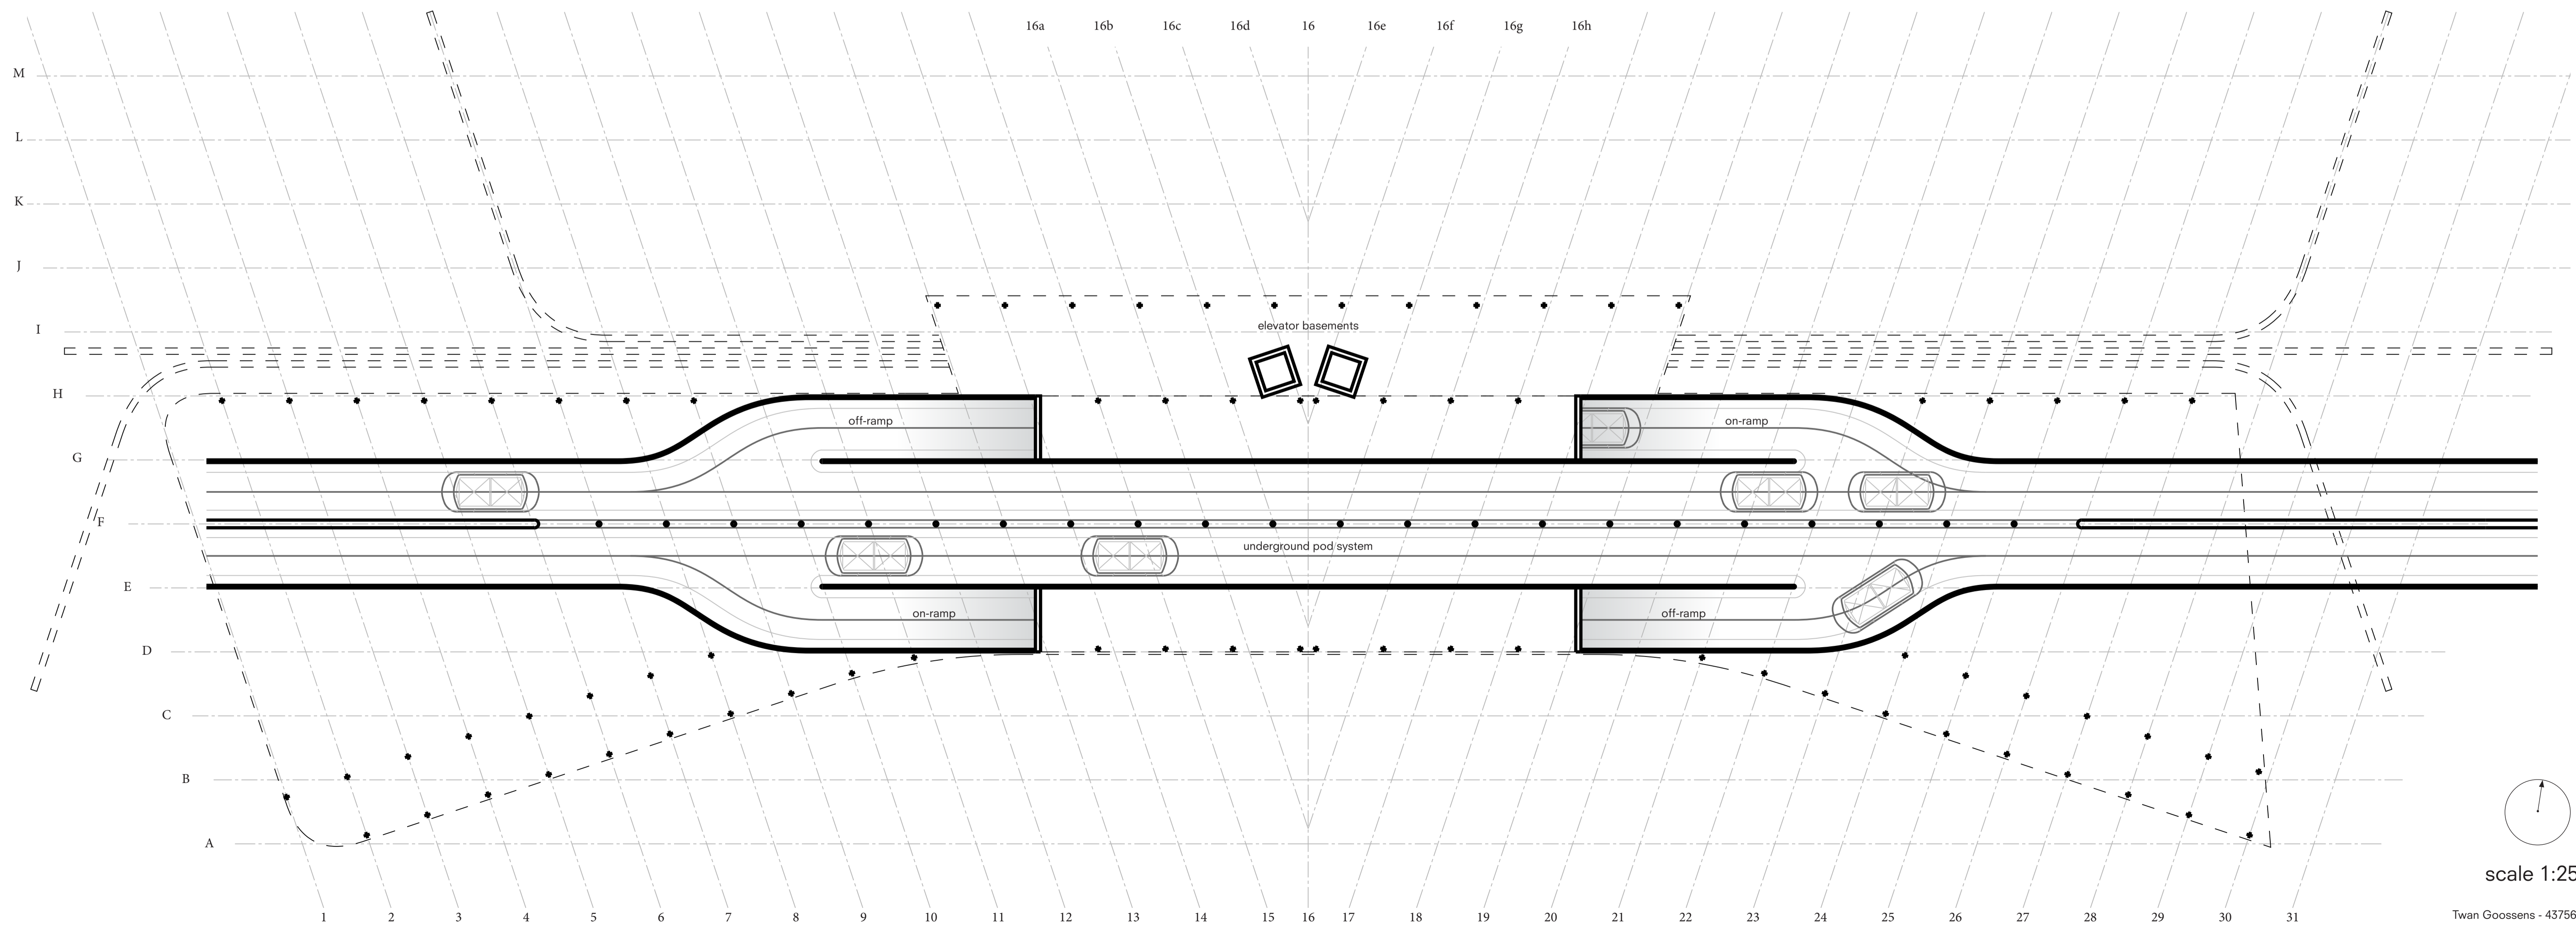 16a 16b 16c 16d 16 16e 16f 16g 16h
M
L
K
J
I
elevator basements
H
off-ramp on-ramp
G
F
underground pod system
E
on-ramp off-ramp
D
C
B
A
scale 1:25
1 2 3 4 5 6 7 8 9 10 11 12 13 14 15 16 17 18 19 20 21 22 23 24 25 26 27 28 29 30 31
Twan Goossens - 43756